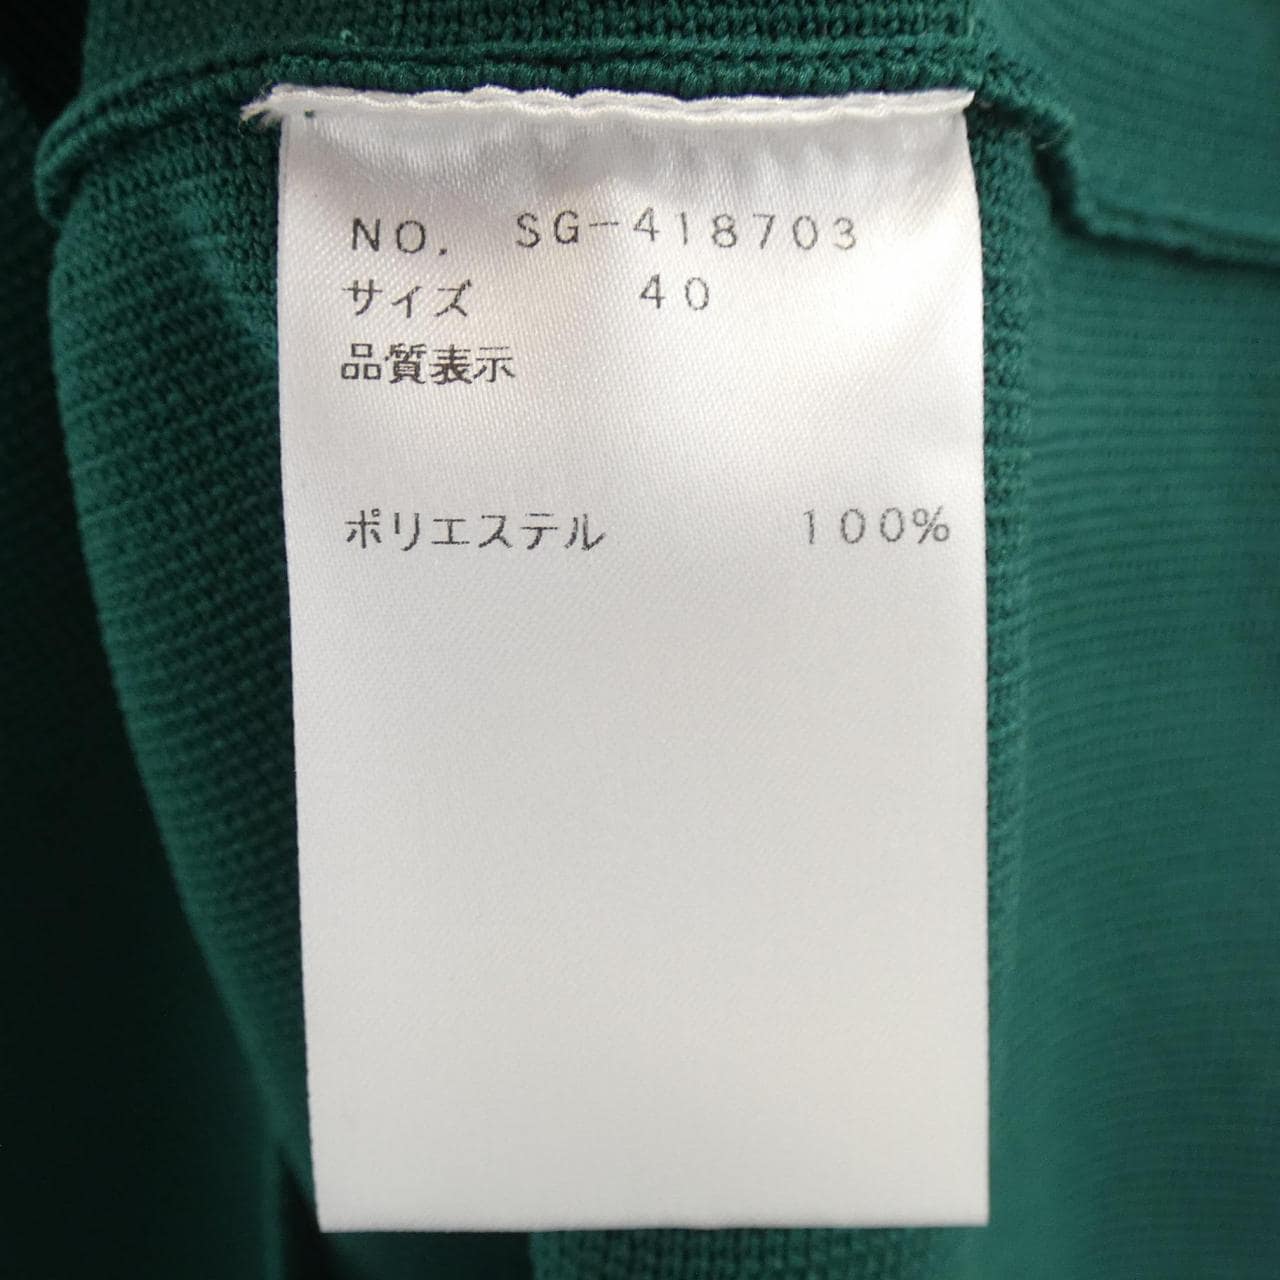 NO. SG-418703
サイズ 40
品質表示
ポリエステル 100%